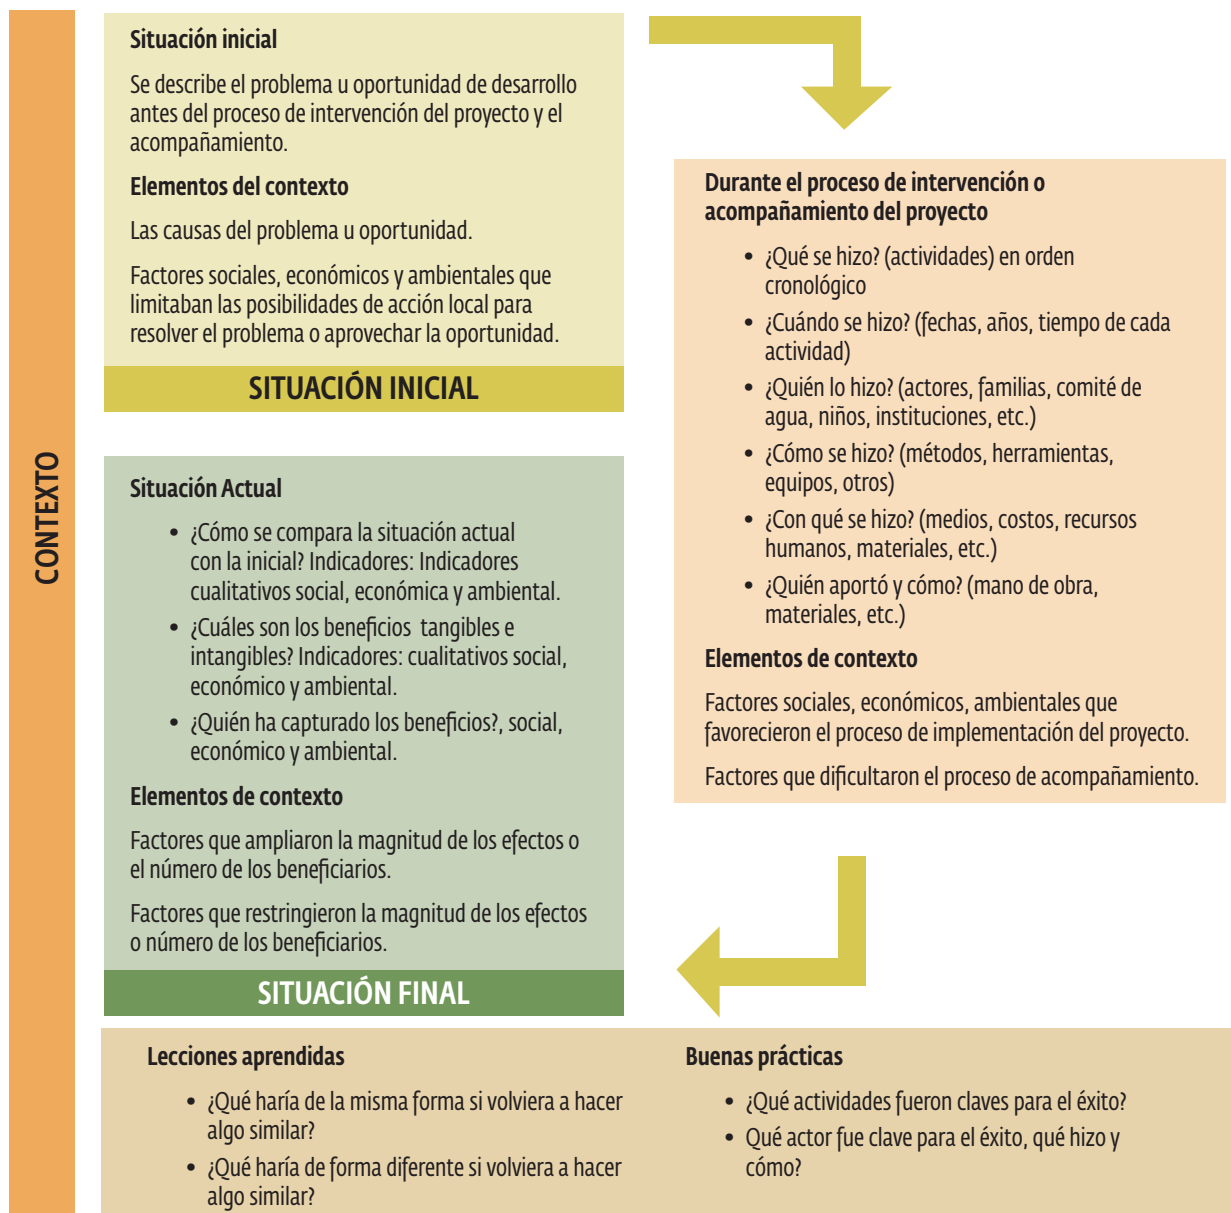 CONTEXTO
Situación inicial
Se describe el problema u oportunidad de desarrollo
antes del proceso de intervención del proyecto y el
acompañamiento.
Elementos del contexto
Las causas del problema u oportunidad.
Factores sociales, económicos y ambientales que
limitaban las posibilidades de acción local para
resolver el problema o aprovechar la oportunidad.
SITUACIÓN INICIAL
Durante el proceso de intervención o
acompañamiento del proyecto
• ¿Qué se hizo? (actividades) en orden
cronológico
• ¿Cuándo se hizo? (fechas, años, tiempo de cada
actividad)
• ¿Quién lo hizo? (actores, familias, comité de
agua, niños, instituciones, etc.)
• ¿Cómo se hizo? (métodos, herramientas,
equipos, otros)
• ¿Con qué se hizo? (medios, costos, recursos
humanos, materiales, etc.)
• ¿Quién aportó y cómo? (mano de obra,
materiales, etc.)
Elementos de contexto
Factores sociales, económicos, ambientales que
favorecieron el proceso de implementación del proyecto.
Factores que dificultaron el proceso de acompañamiento.
Situación Actual
• ¿Cómo se compara la situación actual
con la inicial? Indicadores: Indicadores
cualitativos social, económica y ambiental.
• ¿Cuáles son los beneficios tangibles e
intangibles? Indicadores: cualitativos social,
económico y ambiental.
• ¿Quién ha capturado los beneficios?, social,
económico y ambiental.
Elementos de contexto
Factores que ampliaron la magnitud de los efectos o
el número de los beneficiarios.
Factores que restringieron la magnitud de los efectos
o número de los beneficiarios.
SITUACIÓN FINAL
Lecciones aprendidas
• ¿Qué haría de la misma forma si volviera a hacer
algo similar?
• ¿Qué haría de forma diferente si volviera a hacer
algo similar?
Buenas prácticas
• ¿Qué actividades fueron claves para el éxito?
• Qué actor fue clave para el éxito, qué hizo y
cómo?